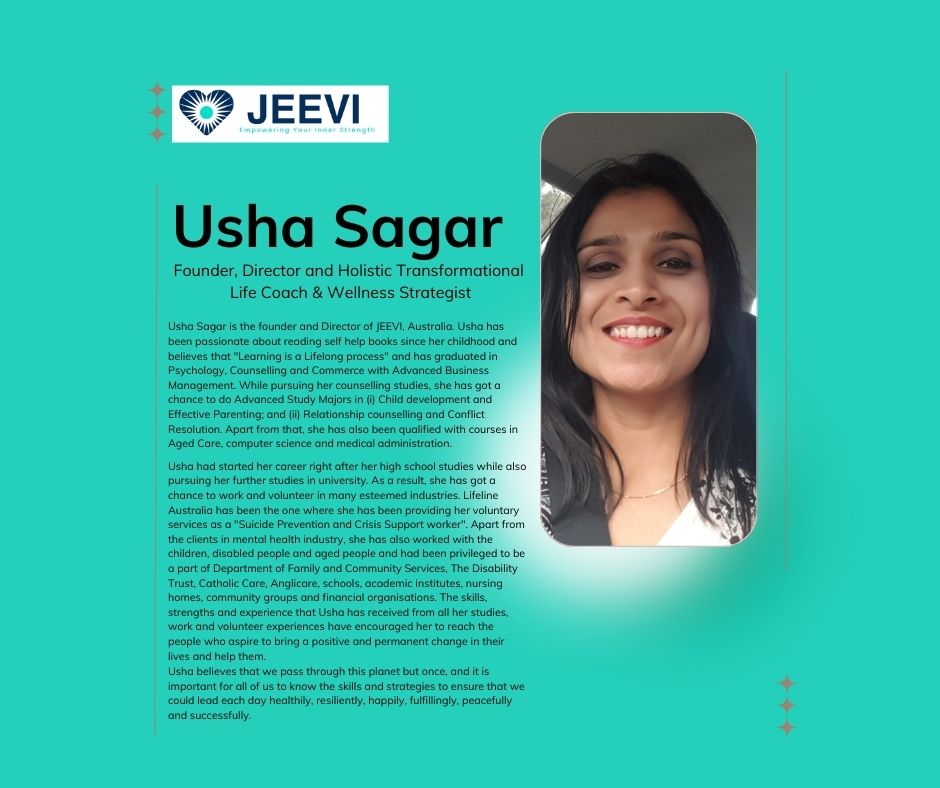 JEEVI
Empowering Your Inner Strength
Usha Sagar
Founder, Director and Holistic Transformational
Life Coach & Wellness Strategist
Usha Sagar is the founder and Director of JEEVI, Australia. Usha has
been passionate about reading self help books since her childhood and
believes that "Learning is a Lifelong process" and has graduated in
Psychology, Counselling and Commerce with Advanced Business
Management. While pursuing her counselling studies, she has got a
chance to do Advanced Study Majors in (i) Child development and
Effective Parenting; and (ii) Relationship counselling and Conflict
Resolution. Apart from that, she has also been qualified with courses in
Aged Care, computer science and medical administration.
Usha had started her career right after her high school studies while also
pursuing her further studies in university. As a result, she has got a
chance to work and volunteer in many esteemed industries. Lifeline
Australia has been the one where she has been providing her voluntary
services as a "Suicide Prevention and Crisis Support worker". Apart from
the clients in mental health industry, she has also worked with the
children, disabled people and aged people and had been privileged to be
a part of Department of Family and Community Services, The Disability
Trust, Catholic Care, Anglicare, schools, academic institutes, nursing
homes, community groups and financial organisations. The skills,
strengths and experience that Usha has received from all her studies,
work and volunteer experiences have encouraged her to reach the
people who aspire to bring a positive and permanent change in their
lives and help them.
Usha believes that we pass through this planet but once, and it is
important for all of us to know the skills and strategies to ensure that we
could lead each day healthily, resiliently, happily, fulfillingly, peacefully
and successfully.